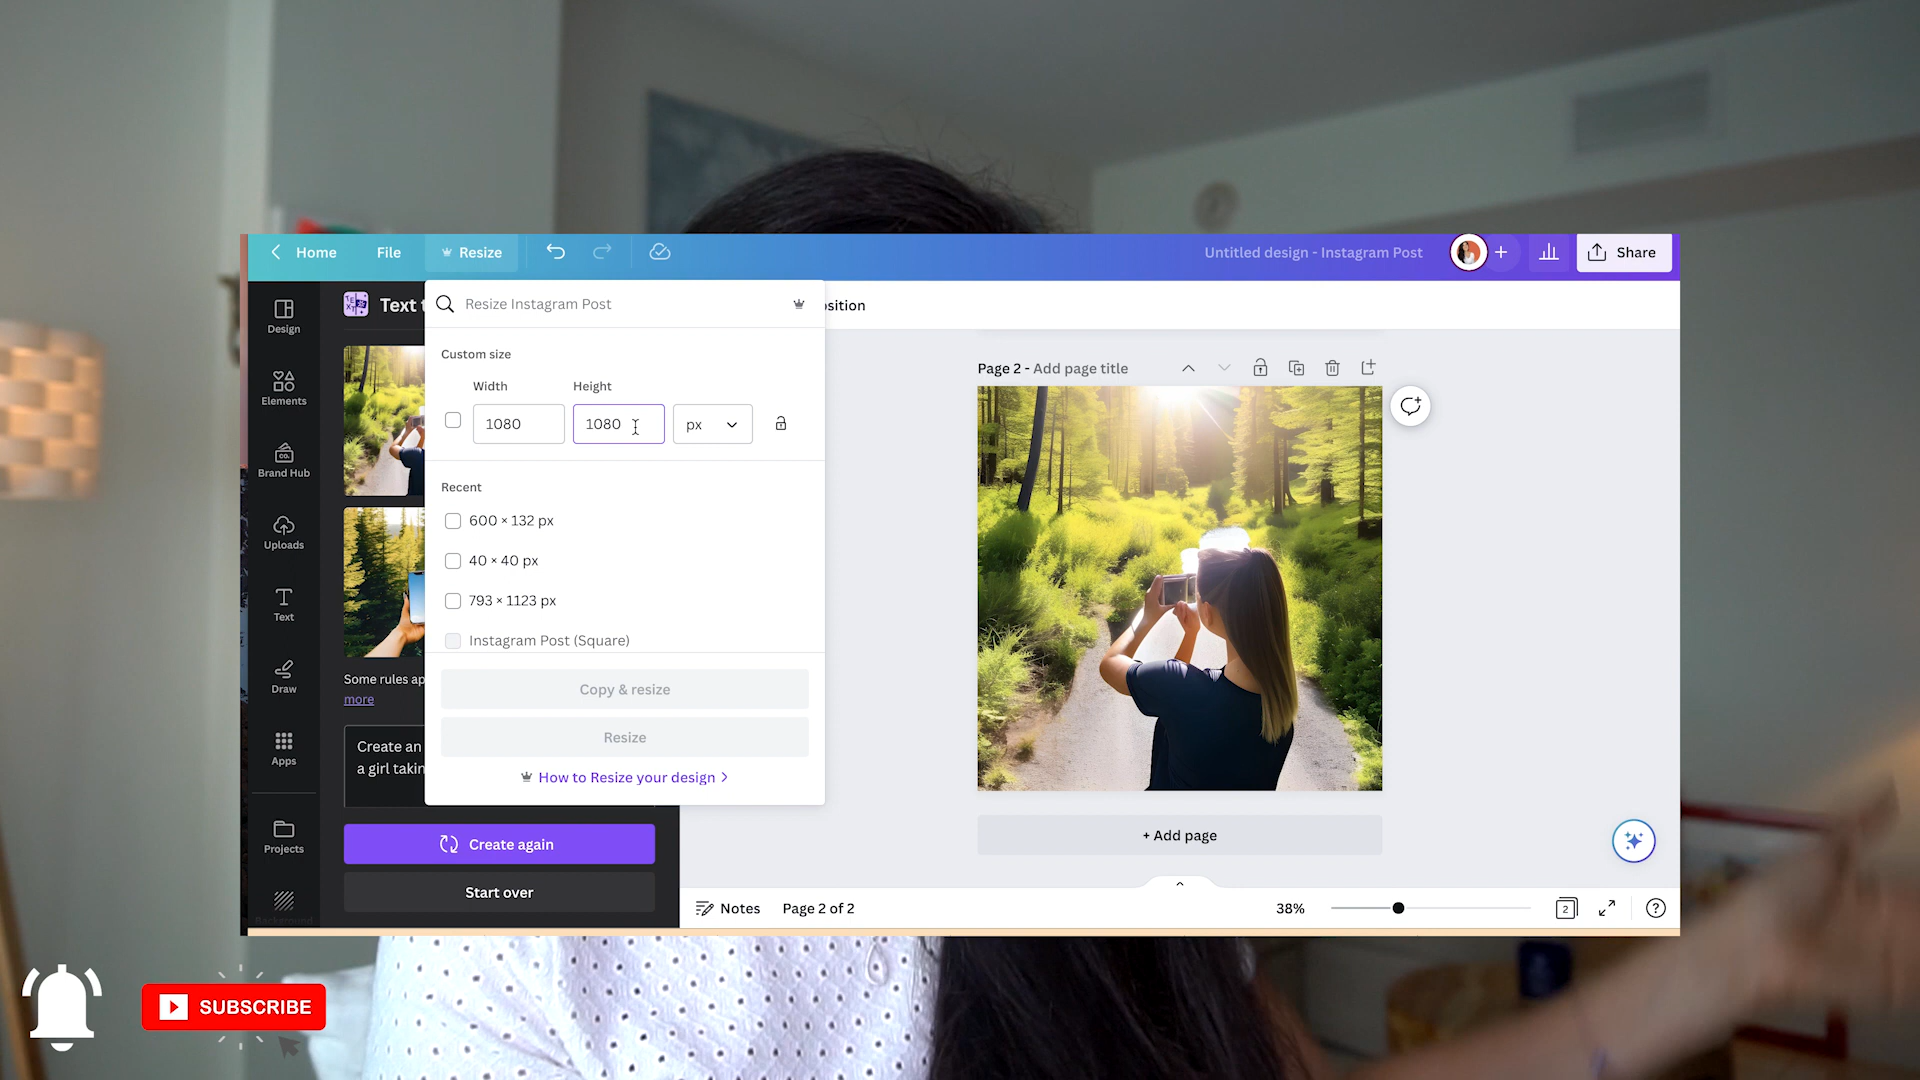 Home File Resize Untitled design - Instagram Post + Share
Design
Elements
Brand Hub
Uploads
Text
Draw
Apps
Projects
Background
Text t
Some rules ap
more
Create an
a girl takin
Create again
Start over
Resize Instagram Post
Custom size
Width Height
1080 1080 px
Recent
600 × 132 px
40 × 40 px
793 × 1123 px
Instagram Post (Square)
Copy & resize
Resize
How to Resize your design
sition
Page 2 - Add page title
+ Add page
Notes Page 2 of 2 38% 2 ?
SUBSCRIBE